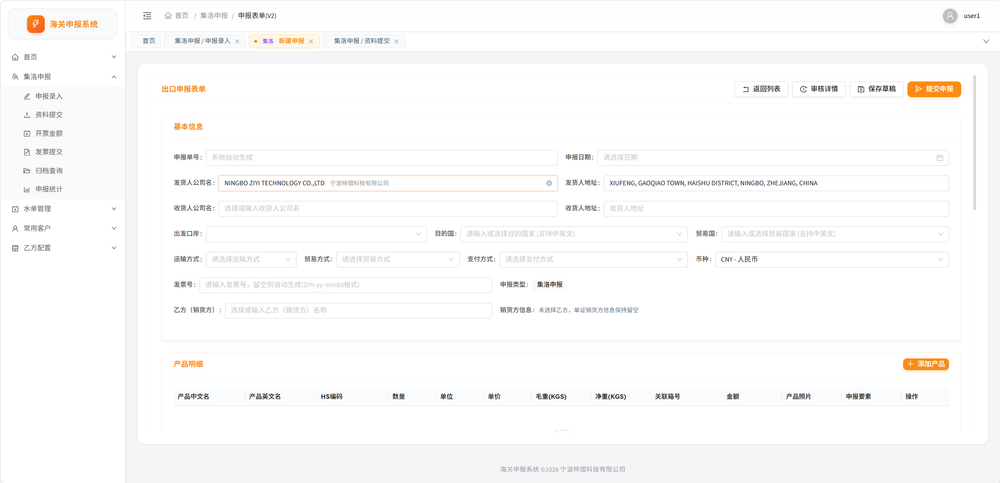 海关申报系统
首页
集洛申报
申报录入
资料提交
开票金额
发票提交
归档查询
申报统计
水单管理
常用客户
乙方配置
首页 / 集洛申报 / 申报表单(V2)
user1
首页
集洛申报 / 申报录入
集洛 新建申报
集洛申报 / 资料提交
出口申报表单
返回列表
审核详情
保存草稿
提交申报
基本信息
申报单号: 系统自动生成
申报日期: 请选择日期
发货人公司名: NINGBO ZIYI TECHNOLOGY CO.,LTD 宁波梓熠科技有限公司
发货人地址: XIUFENG, GAOQIAO TOWN, HAISHU DISTRICT, NINGBO, ZHEJIANG, CHINA
收货人公司名: 选择或输入收货人公司名
收货人地址: 收货人地址
出发口岸:
目的国: 请输入或选择目的国家 (支持中英文)
贸易国: 请输入或选择贸易国家 (支持中英文)
运输方式: 请选择运输方式
贸易方式: 请选择贸易方式
支付方式: 请选择支付方式
币种: CNY - 人民币
发票号: 请输入发票号，留空则自动生成(ZIYI-yy-mmdd格式)
申报类型: 集洛申报
乙方（销货方）: 选择或输入乙方（销货方）名称
销货方信息: 未选择乙方，单证销货方信息保持留空
产品明细
添加产品
产品中文名 产品英文名 HS编码 数量 单位 单价 毛重(KGS) 净重(KGS) 关联箱号 金额 产品照片 申报要素 操作
海关申报系统 ©2026 宁波梓熠科技有限公司